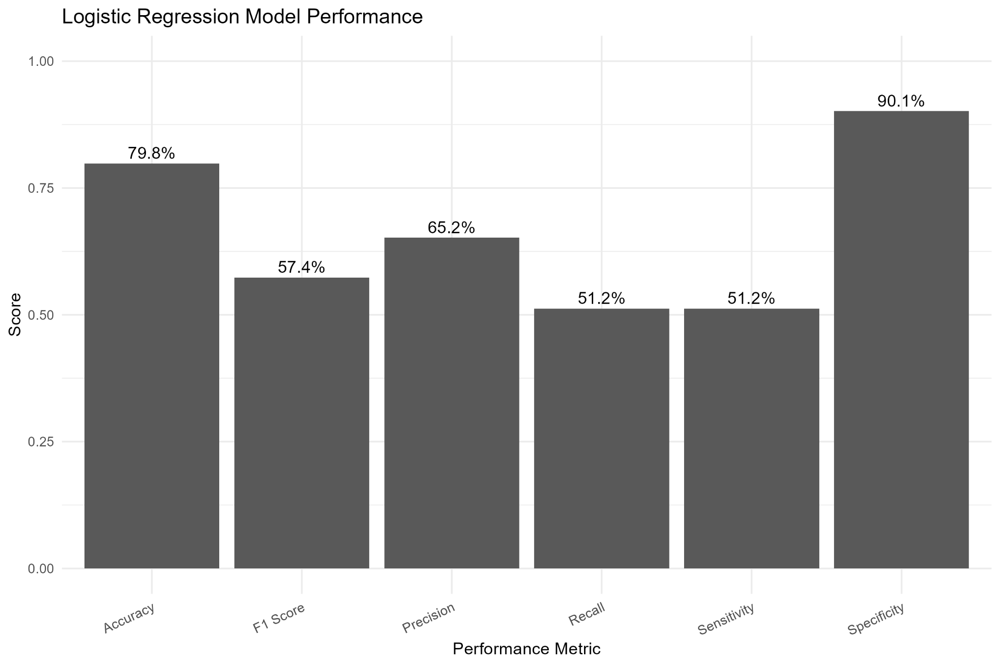 Logistic Regression Model Performance
1.00
0.75
0.50
0.25
0.00
Score
79.8%
57.4%
65.2%
51.2%
51.2%
90.1%
Accuracy
F1 Score
Precision
Recall
Sensitivity
Specificity
Performance Metric